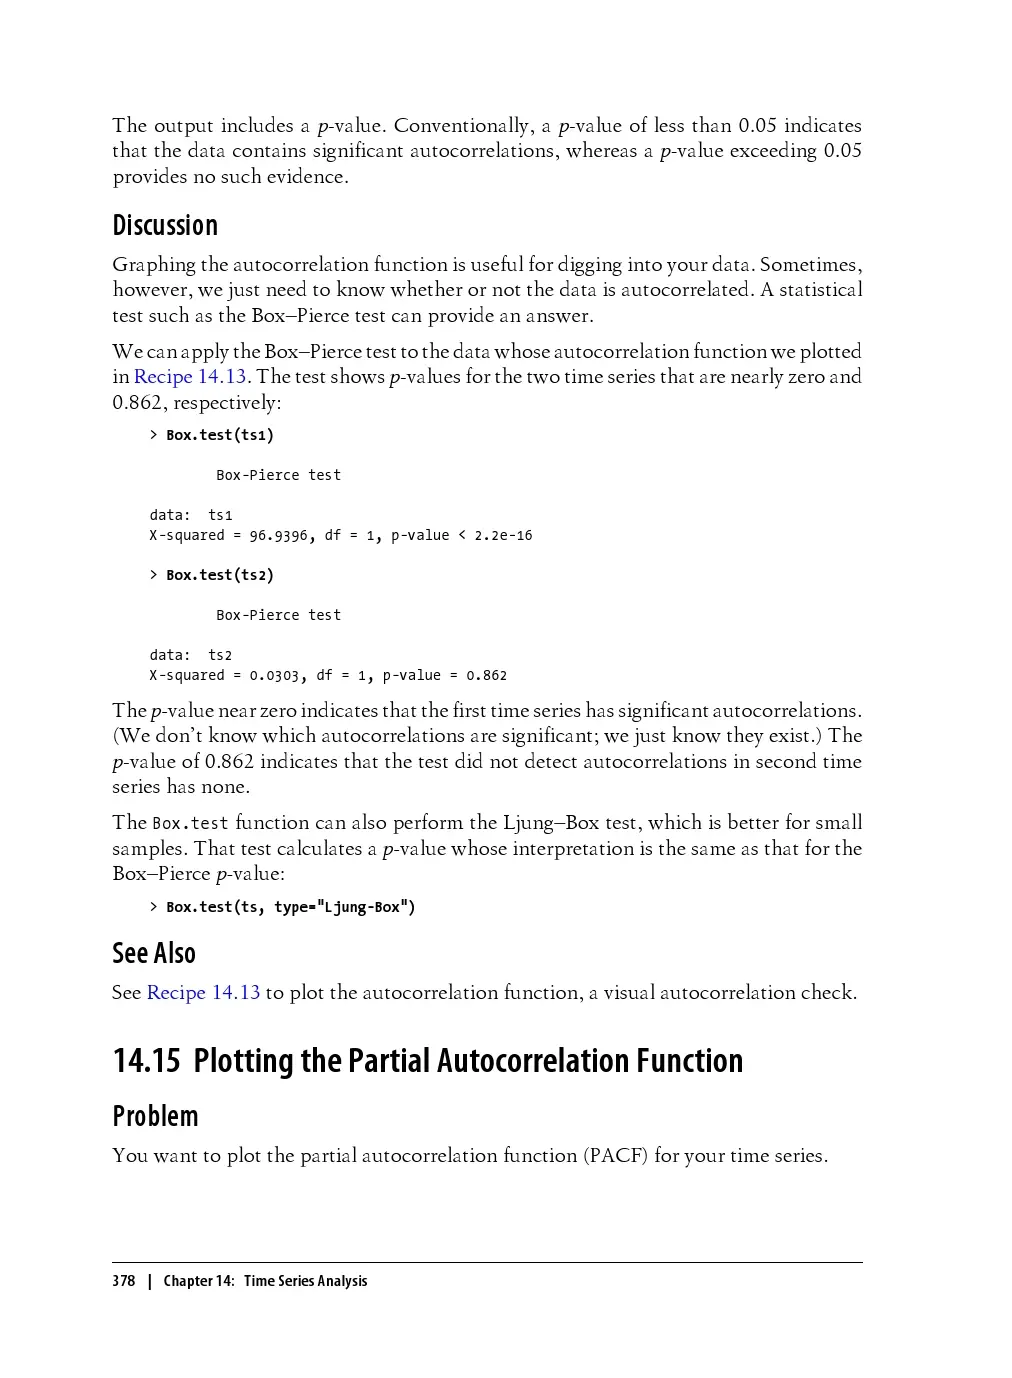 The output includes a p-value. Conventionally, a p-value of less than 0.05 indicates
that the data contains significant autocorrelations, whereas a p-value exceeding 0.05
provides no such evidence.
Discussion
Graphing the autocorrelation function is useful for digging into your data. Sometimes,
however, we just need to know whether or not the data is autocorrelated. A statistical
test such as the Box–Pierce test can provide an answer.
We can apply the Box–Pierce test to the data whose autocorrelation function we plotted
in Recipe 14.13. The test shows p-values for the two time series that are nearly zero and
0.862, respectively:
> Box.test(ts1)
Box-Pierce test
data:  ts1
X-squared = 96.9396, df = 1, p-value < 2.2e-16
> Box.test(ts2)
Box-Pierce test
data:  ts2
X-squared = 0.0303, df = 1, p-value = 0.862
The p-value near zero indicates that the first time series has significant autocorrelations.
(We don’t know which autocorrelations are significant; we just know they exist.) The
p-value of 0.862 indicates that the test did not detect autocorrelations in second time
series has none.
The Box.test function can also perform the Ljung–Box test, which is better for small
samples. That test calculates a p-value whose interpretation is the same as that for the
Box–Pierce p-value:
> Box.test(ts, type="Ljung-Box")
See Also
See Recipe 14.13 to plot the autocorrelation function, a visual autocorrelation check.
14.15 Plotting the Partial Autocorrelation Function
Problem
You want to plot the partial autocorrelation function (PACF) for your time series.
378 | Chapter 14: Time Series Analysis